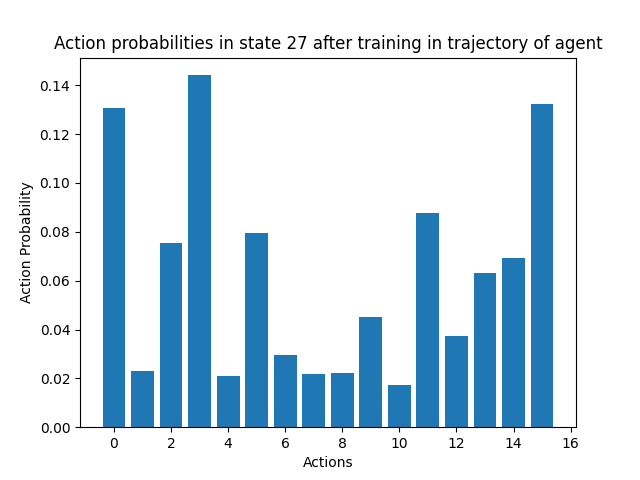 Action probabilities in state 27 after training in trajectory of agent
Action Probability
0.14
0.12
0.10
0.08
0.06
0.04
0.02
0.00
0 2 4 6 8 10 12 14 16
Actions